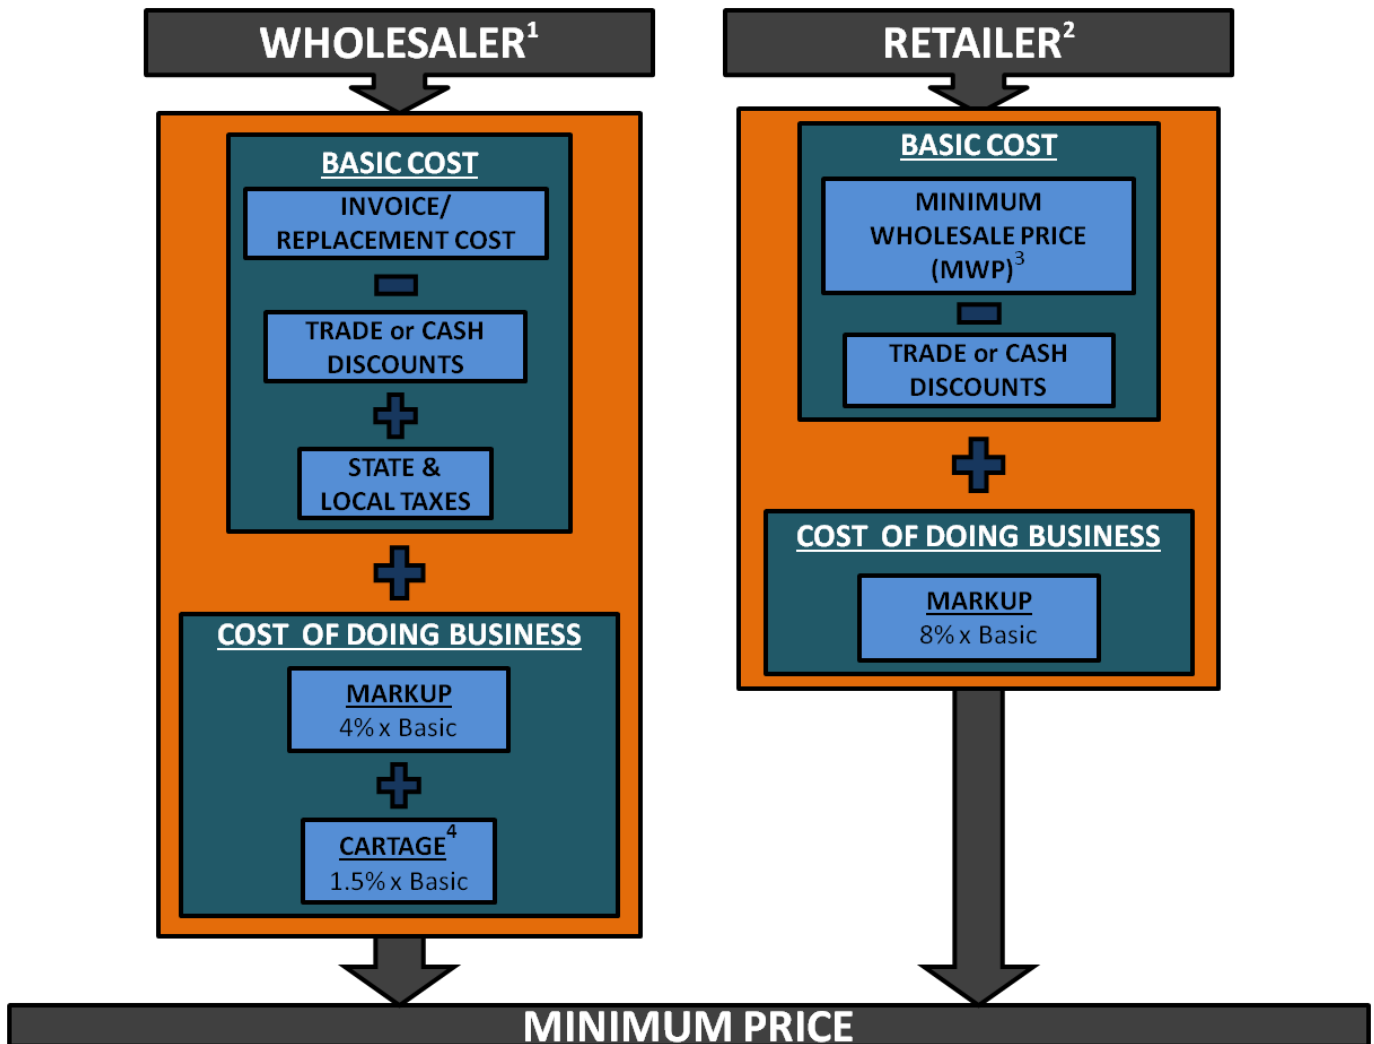 WHOLESALER¹
BASIC COST
INVOICE/
REPLACEMENT COST
TRADE or CASH
DISCOUNTS
STATE &
LOCAL TAXES
COST OF DOING BUSINESS
MARKUP
4% x Basic
CARTAGE⁴
1.5% x Basic
RETAILER²
BASIC COST
MINIMUM
WHOLESALE PRICE
(MWP)³
TRADE or CASH
DISCOUNTS
COST OF DOING BUSINESS
MARKUP
8% x Basic
MINIMUM PRICE